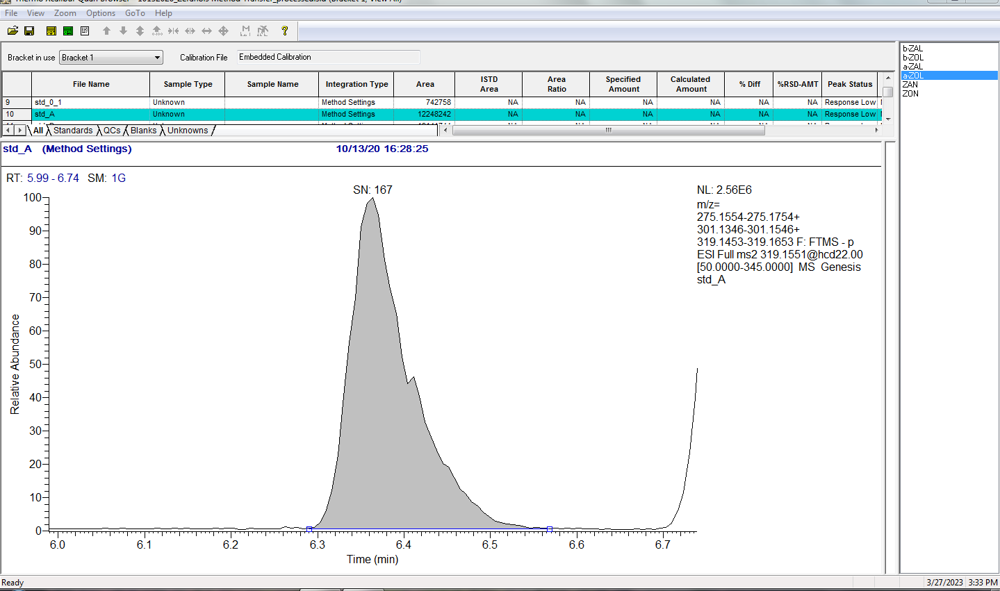 File View Zoom Options GoTo Help
Bracket in use Bracket 1 Calibration File Embedded Calibration
File Name Sample Type Sample Name Integration Type Area ISTD Area Area Ratio Specified Amount Calculated Amount % Diff %RSD-AMT Peak Status
9 std_0_1 Unknown Method Settings 742758 NA NA NA NA NA NA Response Low
10 std_A Unknown Method Settings 12248242 NA NA NA NA NA NA Response Low
All Standards QCs Blanks Unknowns
b-ZAL
b-ZOL
a-ZAL
a-ZOL
ZAN
ZON
std_A (Method Settings) 10/13/20 16:28:25
RT: 5.99 - 6.74 SM: 1G
SN: 167
NL: 2.56E6
m/z=
275.1554-275.1754+
301.1346-301.1546+
319.1453-319.1653 F: FTMS - p
ESI Full ms2 319.1551@hcd22.00
[50.0000-345.0000] MS Genesis
std_A
100
90
80
70
60
50
40
30
20
10
0
Relative Abundance
6.0 6.1 6.2 6.3 6.4 6.5 6.6 6.7
Time (min)
Ready 3/27/2023 3:33 PM